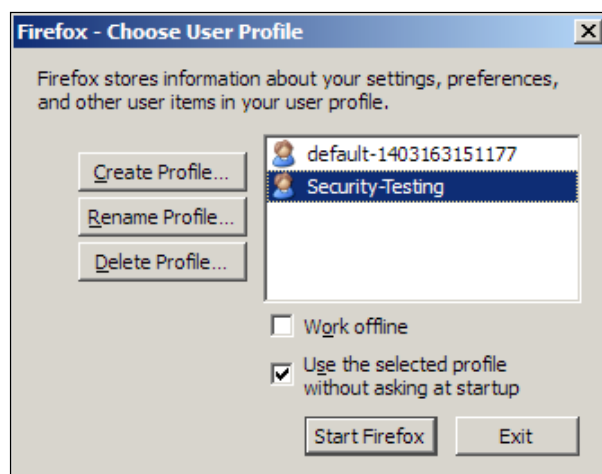 Firefox - Choose User Profile
Firefox stores information about your settings, preferences,
and other user items in your user profile.
Create Profile...
Rename Profile...
Delete Profile...
default-1403163151177
Security-Testing
Work offline
Use the selected profile
without asking at startup
Start Firefox
Exit